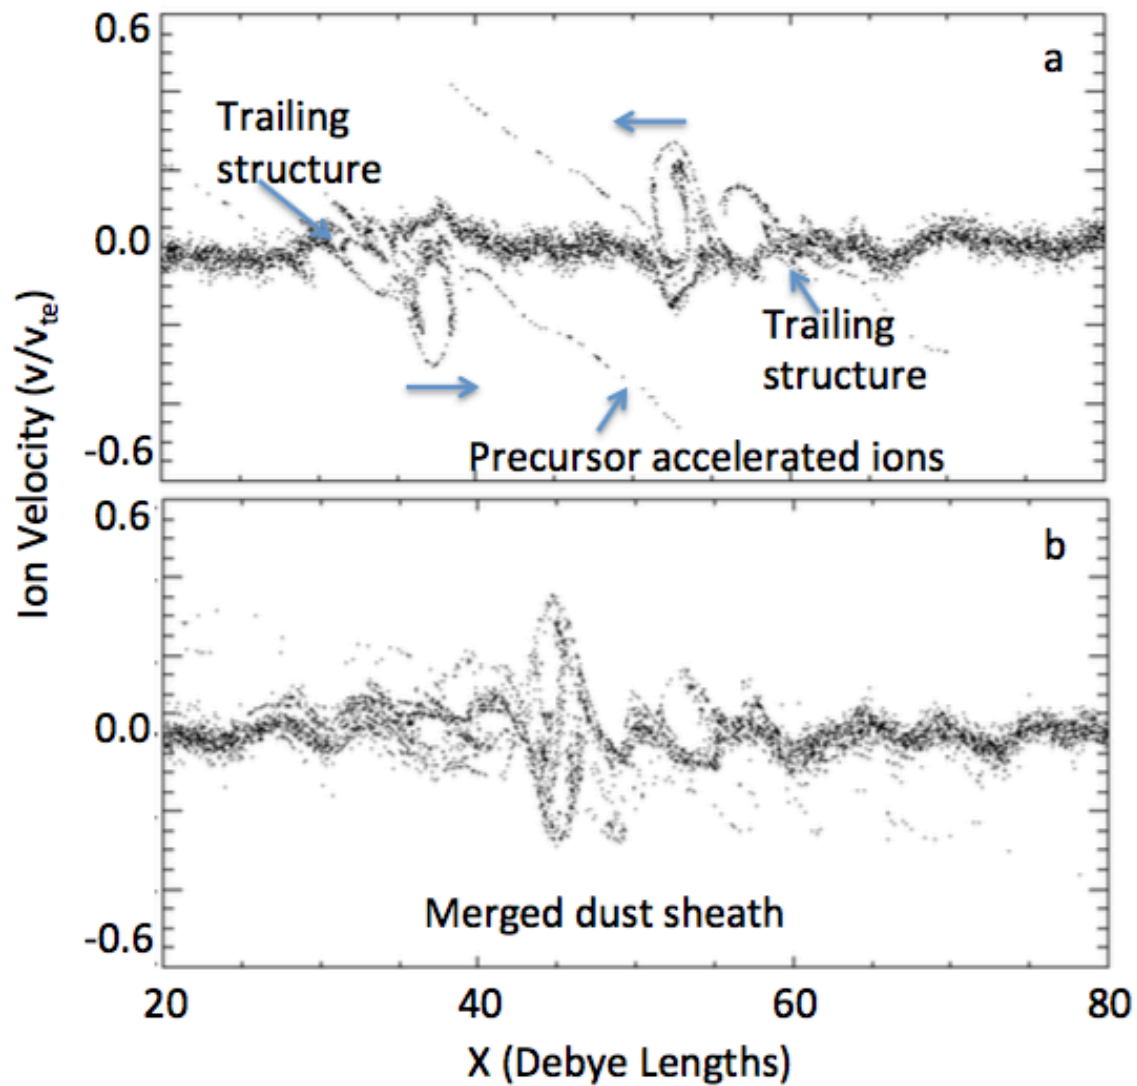 0.6
a
Trailing
structure
0.0
Trailing
structure
-0.6
Precursor accelerated ions
Ion Velocity (v/vte)
0.6
b
0.0
Merged dust sheath
-0.6
20
40
60
80
X (Debye Lengths)